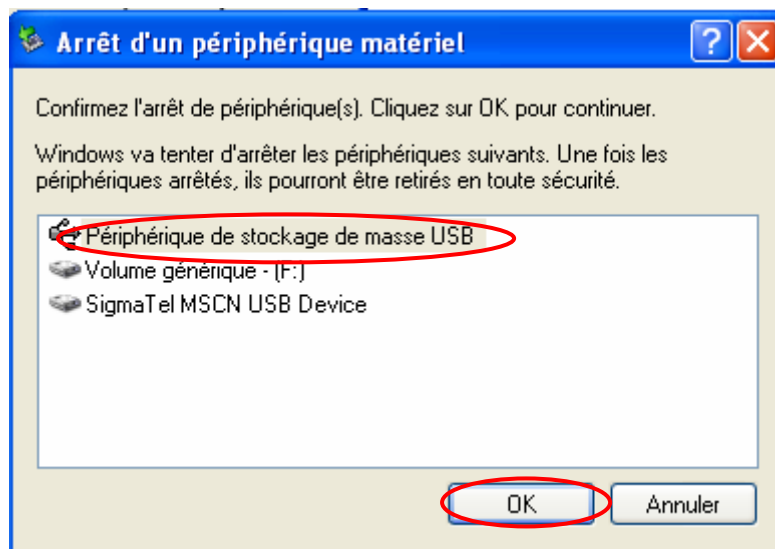 Arrêt d'un périphérique matériel
Confirmez l'arrêt de périphérique(s). Cliquez sur OK pour continuer.
Windows va tenter d'arrêter les périphériques suivants. Une fois les
périphériques arrêtés, ils pourront être retirés en toute sécurité.
Périphérique de stockage de masse USB
Volume générique - (F:)
SigmaTel MSCN USB Device
OK Annuler